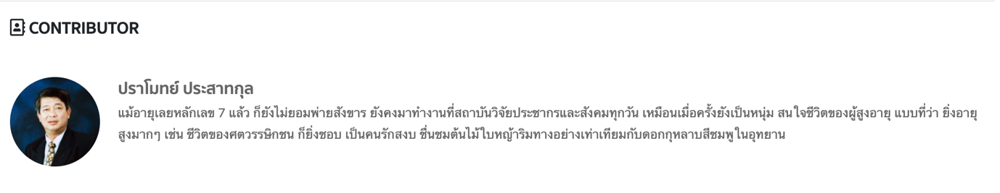 CONTRIBUTOR
ปราโมทย์ ประสาทกุล
แม้อายุเลยหลักเลข 7 แล้ว ก็ยังไม่ยอมพ่ายสังขาร ยังคงมาทำงานที่สถาบันวิจัยประชากรและสังคมทุกวัน เหมือนเมื่อครั้งยังเป็นหนุ่ม สนใจชีวิตของผู้สูงอายุ แบบที่ว่า ยิ่งอายุ
สูงมากๆ เช่น ชีวิตของศตวรรษิกชน ก็ยิ่งชอบ เป็นคนรักสงบ ชื่นชมต้นไม้ใบหญ้าริมทางอย่างเท่าเทียมกับดอกกุหลาบสีชมพูในอุทยาน